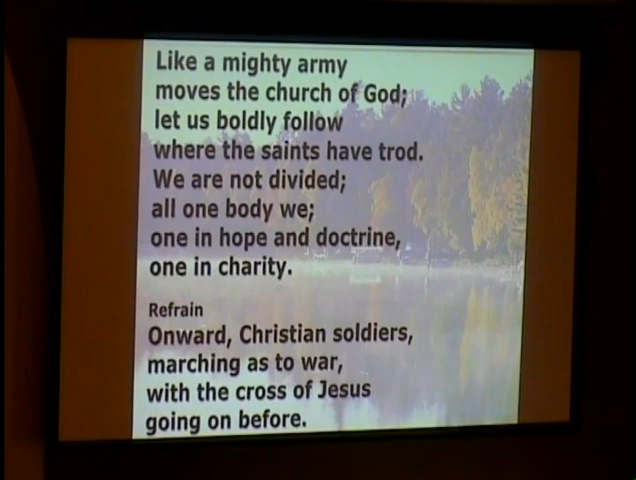 Like a mighty army
moves the church of God;
let us boldly follow
where the saints have trod.
We are not divided;
all one body we;
one in hope and doctrine,
one in charity.
Refrain
Onward, Christian soldiers,
marching as to war,
with the cross of Jesus
going on before.